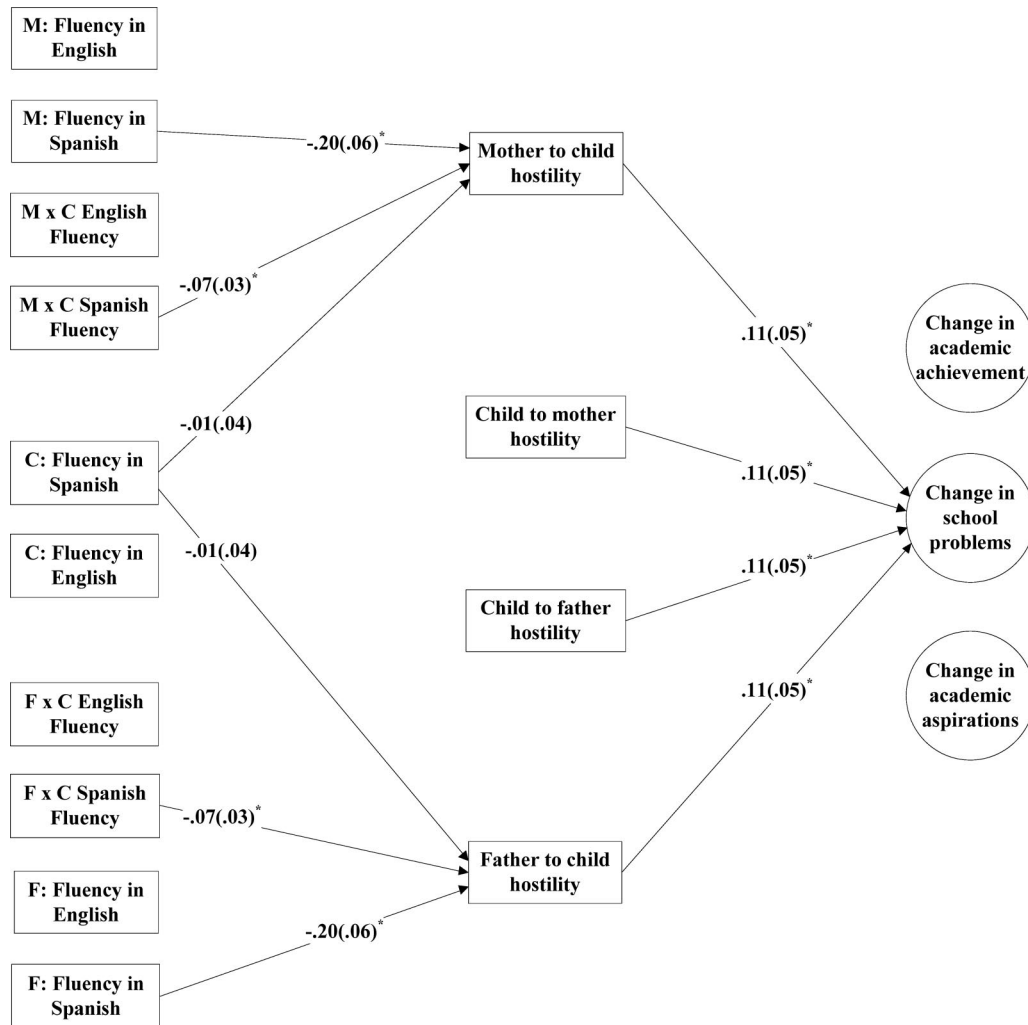 M: Fluency in
English
M: Fluency in
Spanish
-.20(.06)*
Mother to child
hostility
M x C English
Fluency
-.07(.03)*
M x C Spanish
Fluency
.11(.05)*
Change in
academic
achievement
Child to mother
hostility
-.01(.04)
C: Fluency in
Spanish
.11(.05)*
Change in
school
problems
-.01(.04)
C: Fluency in
English
.11(.05)*
Child to father
hostility
Change in
academic
aspirations
.11(.05)*
F x C English
Fluency
F x C Spanish
Fluency
-.07(.03)*
Father to child
hostility
F: Fluency in
English
-.20(.06)*
F: Fluency in
Spanish